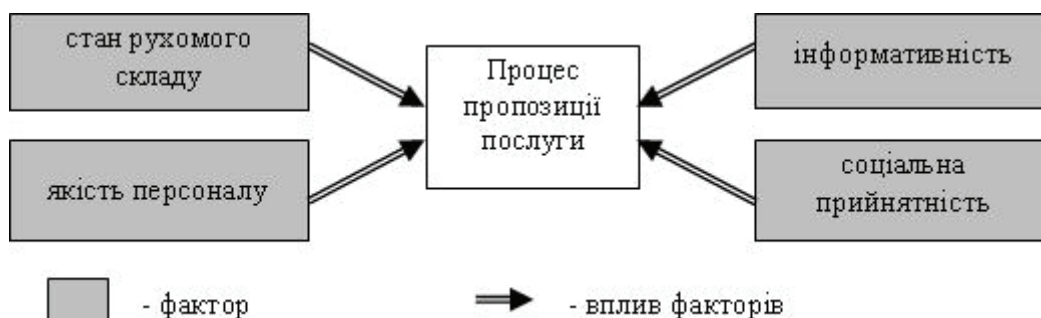 стан рухомого
складу
якість персоналу
Процес
пропозиції
послуги
інформативність
соціальна
прийнятність
- фактор
- вплив факторів